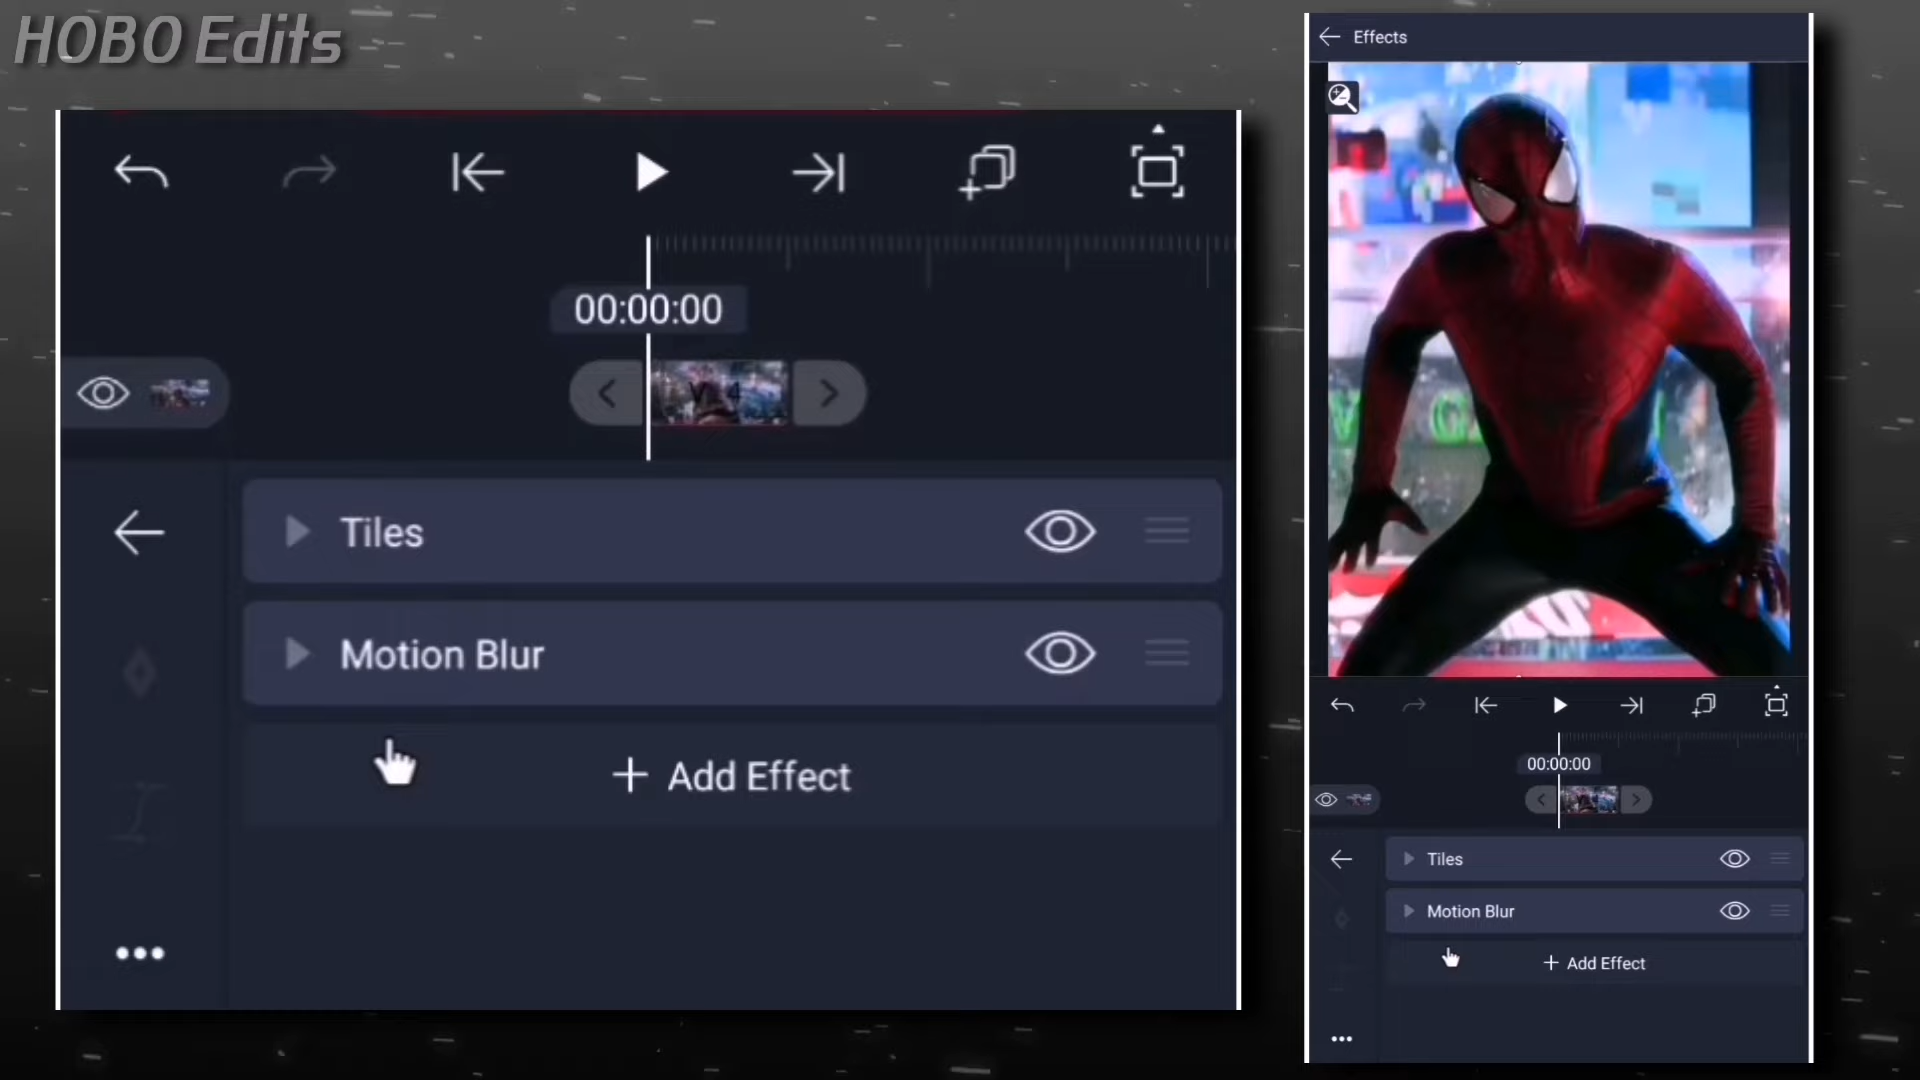 HOBO Edits
00:00:00
Tiles
Motion Blur
+ Add Effect
Effects
00:00:00
Tiles
Motion Blur
+ Add Effect